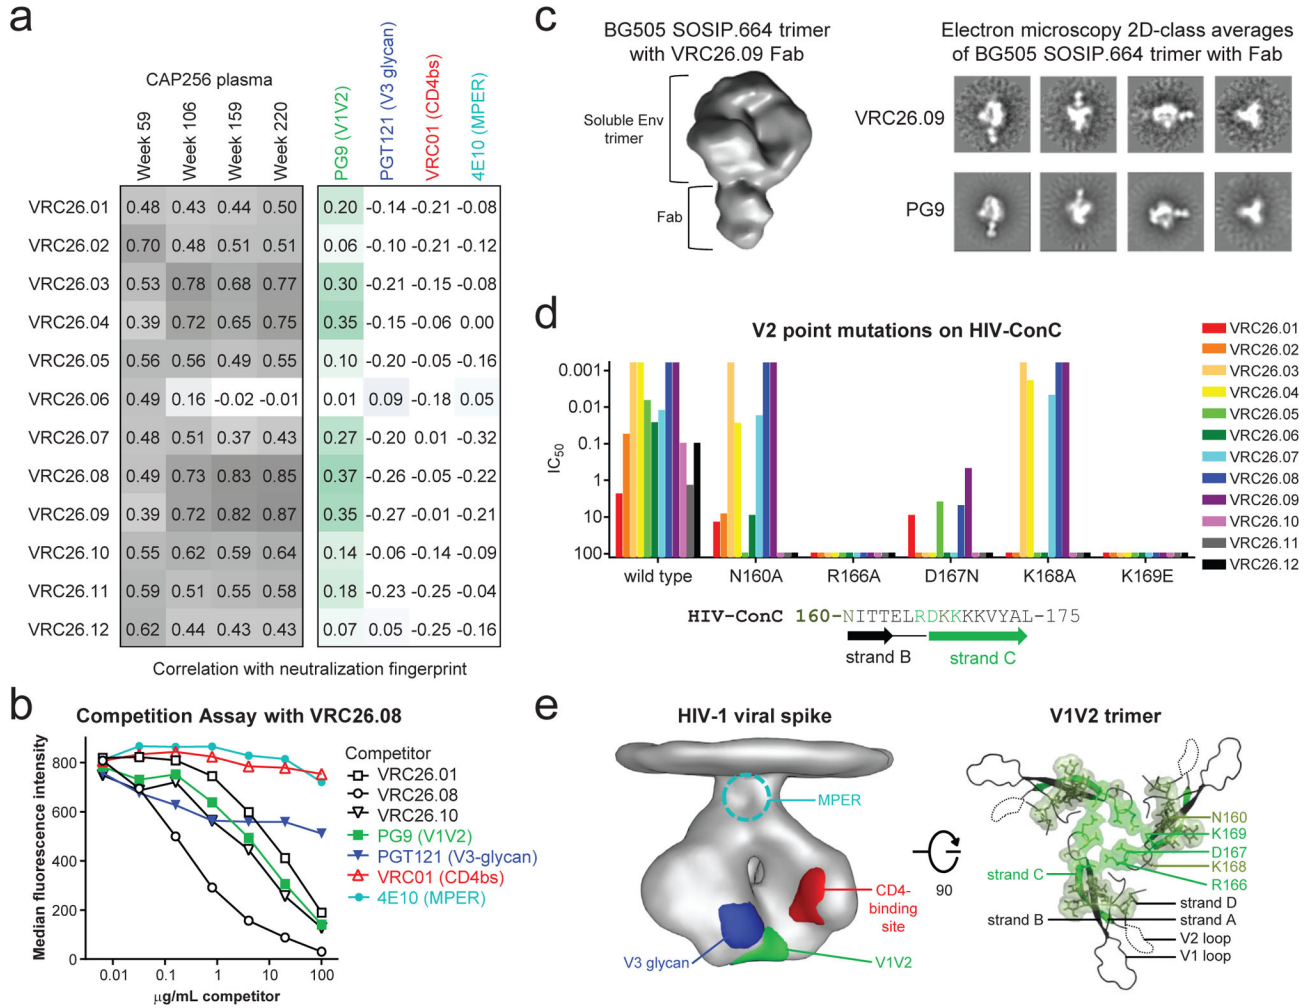 a
CAP256 plasma
Week 59
Week 106
Week 159
Week 220
PG9 (V1V2)
PGT121 (V3 glycan)
VRC01 (CD4bs)
4E10 (MPER)
VRC26.01 0.48 0.43 0.44 0.50 0.20 -0.14 -0.21 -0.08
VRC26.02 0.70 0.48 0.51 0.51 0.06 -0.10 -0.21 -0.12
VRC26.03 0.53 0.78 0.68 0.77 0.30 -0.21 -0.15 -0.08
VRC26.04 0.39 0.72 0.65 0.75 0.35 -0.15 -0.06 0.00
VRC26.05 0.56 0.56 0.49 0.55 0.10 -0.20 -0.05 -0.16
VRC26.06 0.49 0.16 -0.02 -0.01 0.01 0.09 -0.18 0.05
VRC26.07 0.48 0.51 0.37 0.43 0.27 -0.20 0.01 -0.32
VRC26.08 0.49 0.73 0.83 0.85 0.37 -0.26 -0.05 -0.22
VRC26.09 0.39 0.72 0.82 0.87 0.35 -0.27 -0.01 -0.21
VRC26.10 0.55 0.62 0.59 0.64 0.14 -0.06 -0.14 -0.09
VRC26.11 0.59 0.51 0.55 0.58 0.18 -0.23 -0.25 -0.04
VRC26.12 0.62 0.44 0.43 0.43 0.07 0.05 -0.25 -0.16
Correlation with neutralization fingerprint
b
Competition Assay with VRC26.08
Median fluorescence intensity
800
600
400
200
0
0.01 0.1 1 10 100
µg/mL competitor
Competitor
VRC26.01
VRC26.08
VRC26.10
PG9 (V1V2)
PGT121 (V3-glycan)
VRC01 (CD4bs)
4E10 (MPER)
c
BG505 SOSIP.664 trimer
with VRC26.09 Fab
Soluble Env
trimer
Fab
Electron microscopy 2D-class averages
of BG505 SOSIP.664 trimer with Fab
VRC26.09
PG9
d
V2 point mutations on HIV-ConC
IC50
0.001
0.01
0.1
1
10
100
wild type N160A R166A D167N K168A K169E
VRC26.01
VRC26.02
VRC26.03
VRC26.04
VRC26.05
VRC26.06
VRC26.07
VRC26.08
VRC26.09
VRC26.10
VRC26.11
VRC26.12
HIV-ConC 160-NITTELRDKKKKVYAL-175
strand B strand C
e
HIV-1 viral spike
MPER
CD4-
binding
site
V3 glycan
V1V2
90
V1V2 trimer
N160
K169
D167
K168
R166
strand C
strand D
strand B
strand A
V2 loop
V1 loop